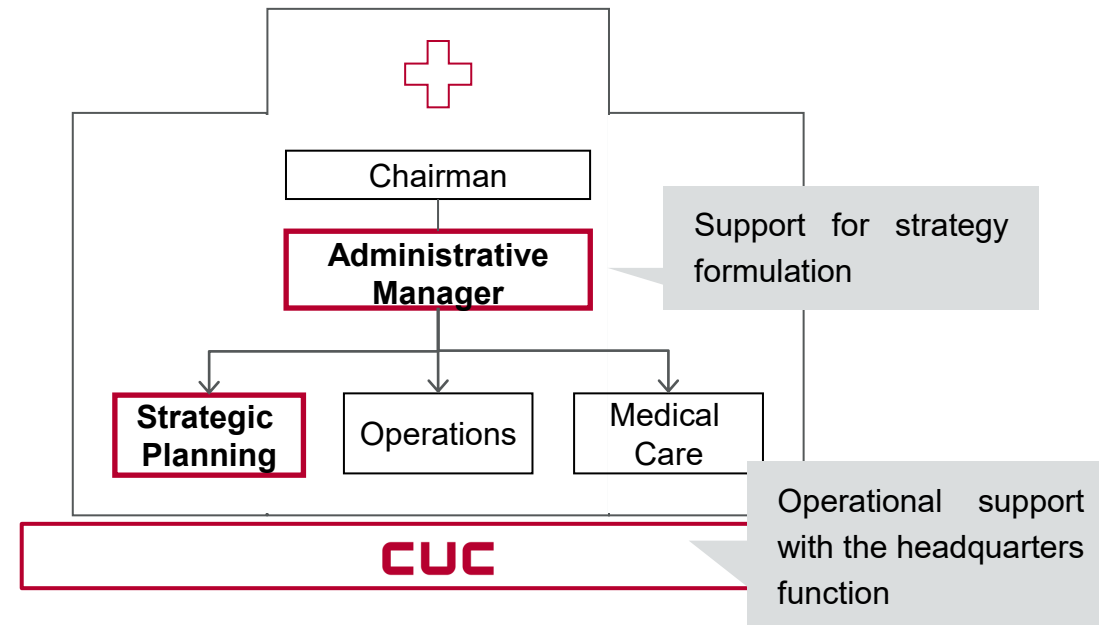 Chairman
Administrative
Manager
Support for strategy
formulation
Strategic
Planning
Operations
Medical
Care
Operational support
with the headquarters
function
CUC